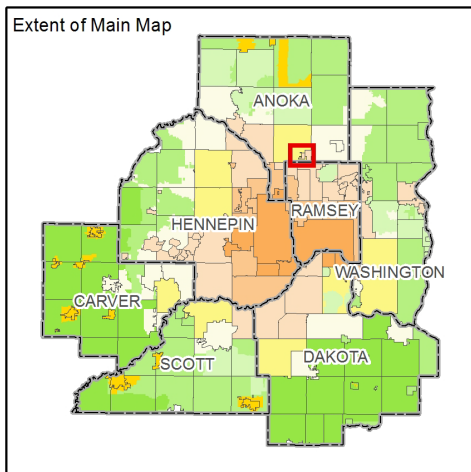 Extent of Main Map
ANOKA
HENNEPIN
RAMSEY
WASHINGTON
CARVER
SCOTT
DAKOTA